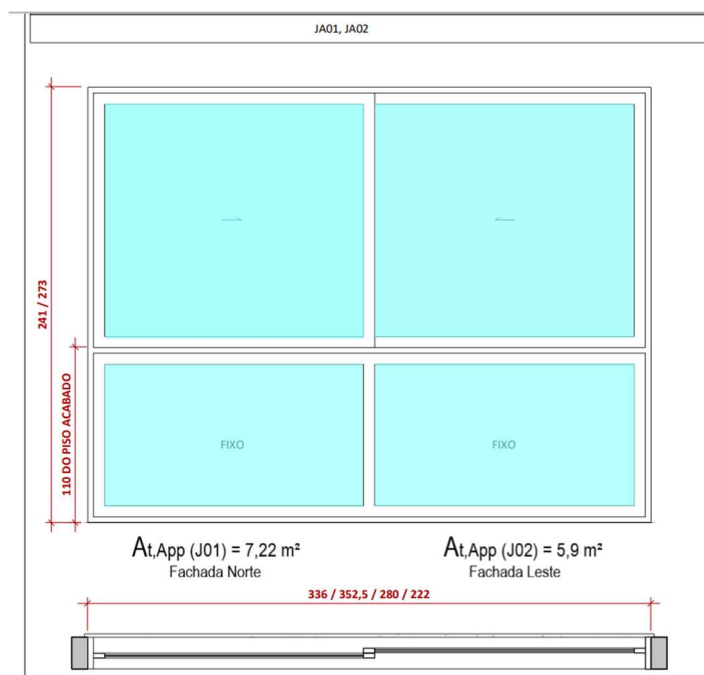 JA01, JA02
241 / 273
110 DO PISO ACABADO
FIXO
FIXO
At,App (J01) = 7,22 m²
Fachada Norte
At,App (J02) = 5,9 m²
Fachada Leste
336 / 352,5 / 280 / 222